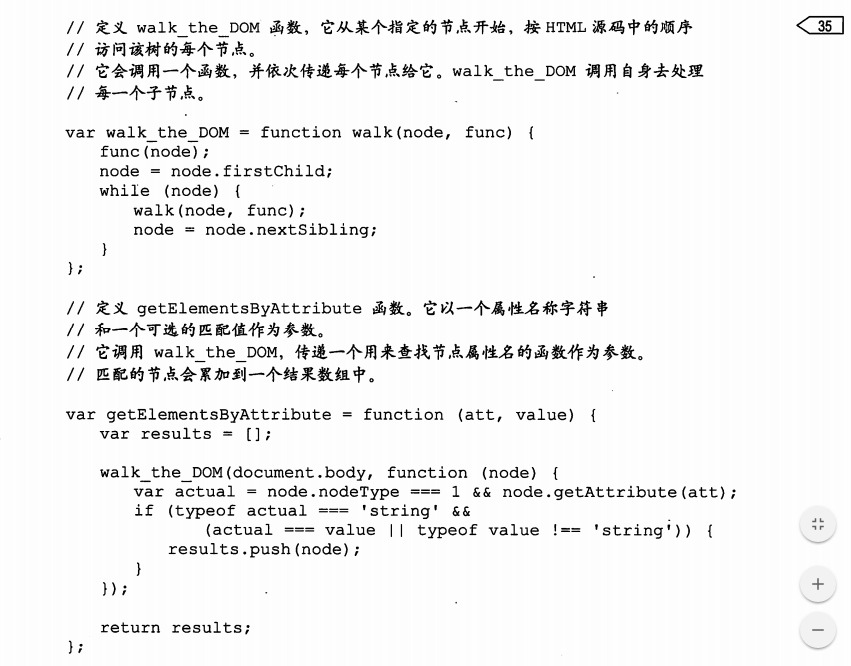 // 定义 walk_the_DOM 函数，它从某个指定的节点开始，按 HTML 源码中的顺序
35
// 访问该树的每个节点。
// 它会调用一个函数，并依次传递每个节点给它。walk_the_DOM 调用自身去处理
// 每一个子节点。
var walk_the_DOM = function walk(node, func) {
    func(node);
    node = node.firstChild;
    while (node) {
        walk(node, func);
        node = node.nextSibling;
    }
};
// 定义 getElementsByAttribute 函数。它以一个属性名称字符串
// 和一个可选的匹配值作为参数。
// 它调用 walk_the_DOM，传递一个用来查找节点属性名的函数作为参数。
// 匹配的节点会累加到一个结果数组中。
var getElementsByAttribute = function (att, value) {
    var results = [];
    walk_the_DOM(document.body, function (node) {
        var actual = node.nodeType === 1 && node.getAttribute(att);
        if (typeof actual === 'string' &&
                (actual === value || typeof value !== 'string')) {
            results.push(node);
        }
    });
    return results;
};